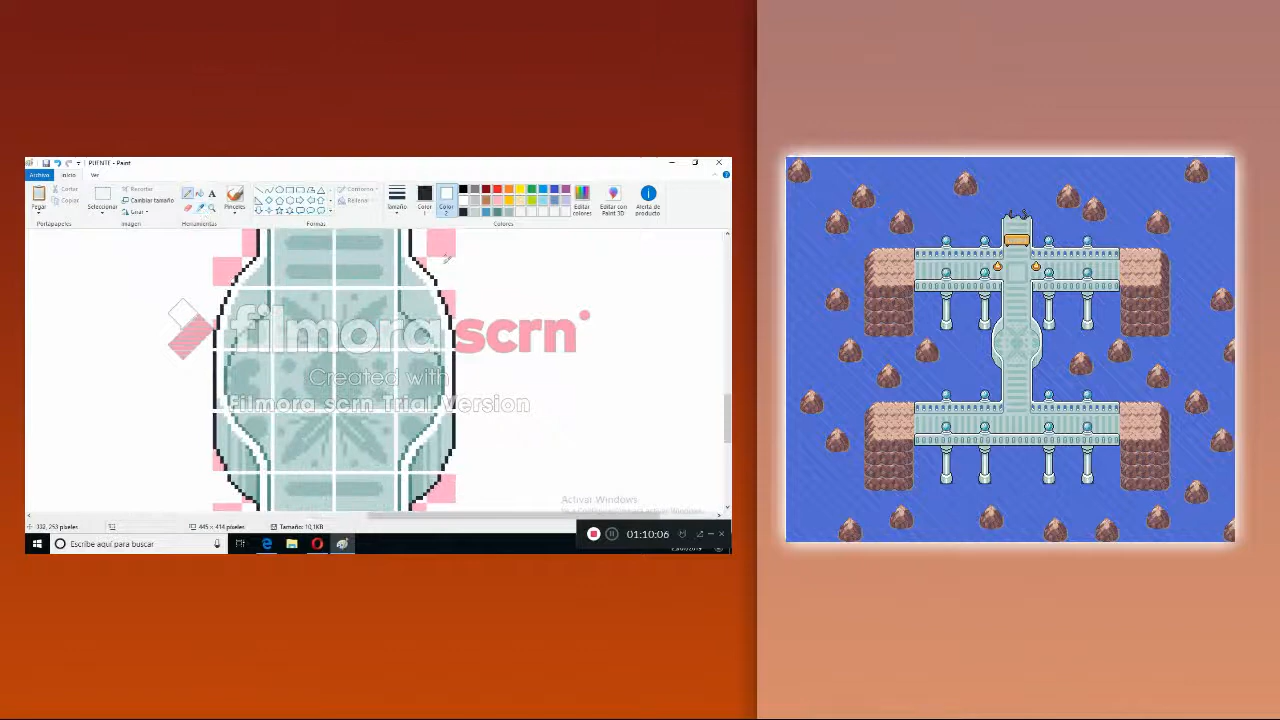 PUENTE - Paint
Archivo Inicio Ver
Pegar
Cortar
Copiar
Portapapeles
Seleccionar
Recortar
Cambiar tamaño
Girar
Imagen
Herramientas
Pinceles
Formas
Contorno
Rellenar
Tamaño
Color 1
Color 2
Colores
Editar colores
Editar con Paint 3D
Alerta de producto
filmora scrn
Created with
Filmora scrn Trial Version
Activar Windows
445 × 414 píxeles
Tamaño: 10,1KB
01:10:06
Escribe aquí para buscar